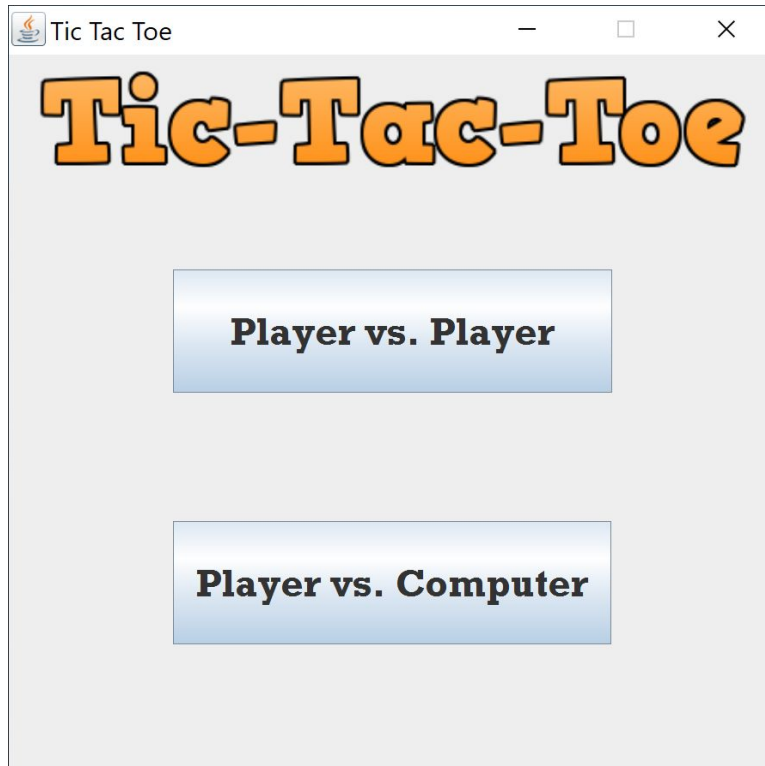 Tic Tac Toe
Tic-Tac-Toe
Player vs. Player
Player vs. Computer